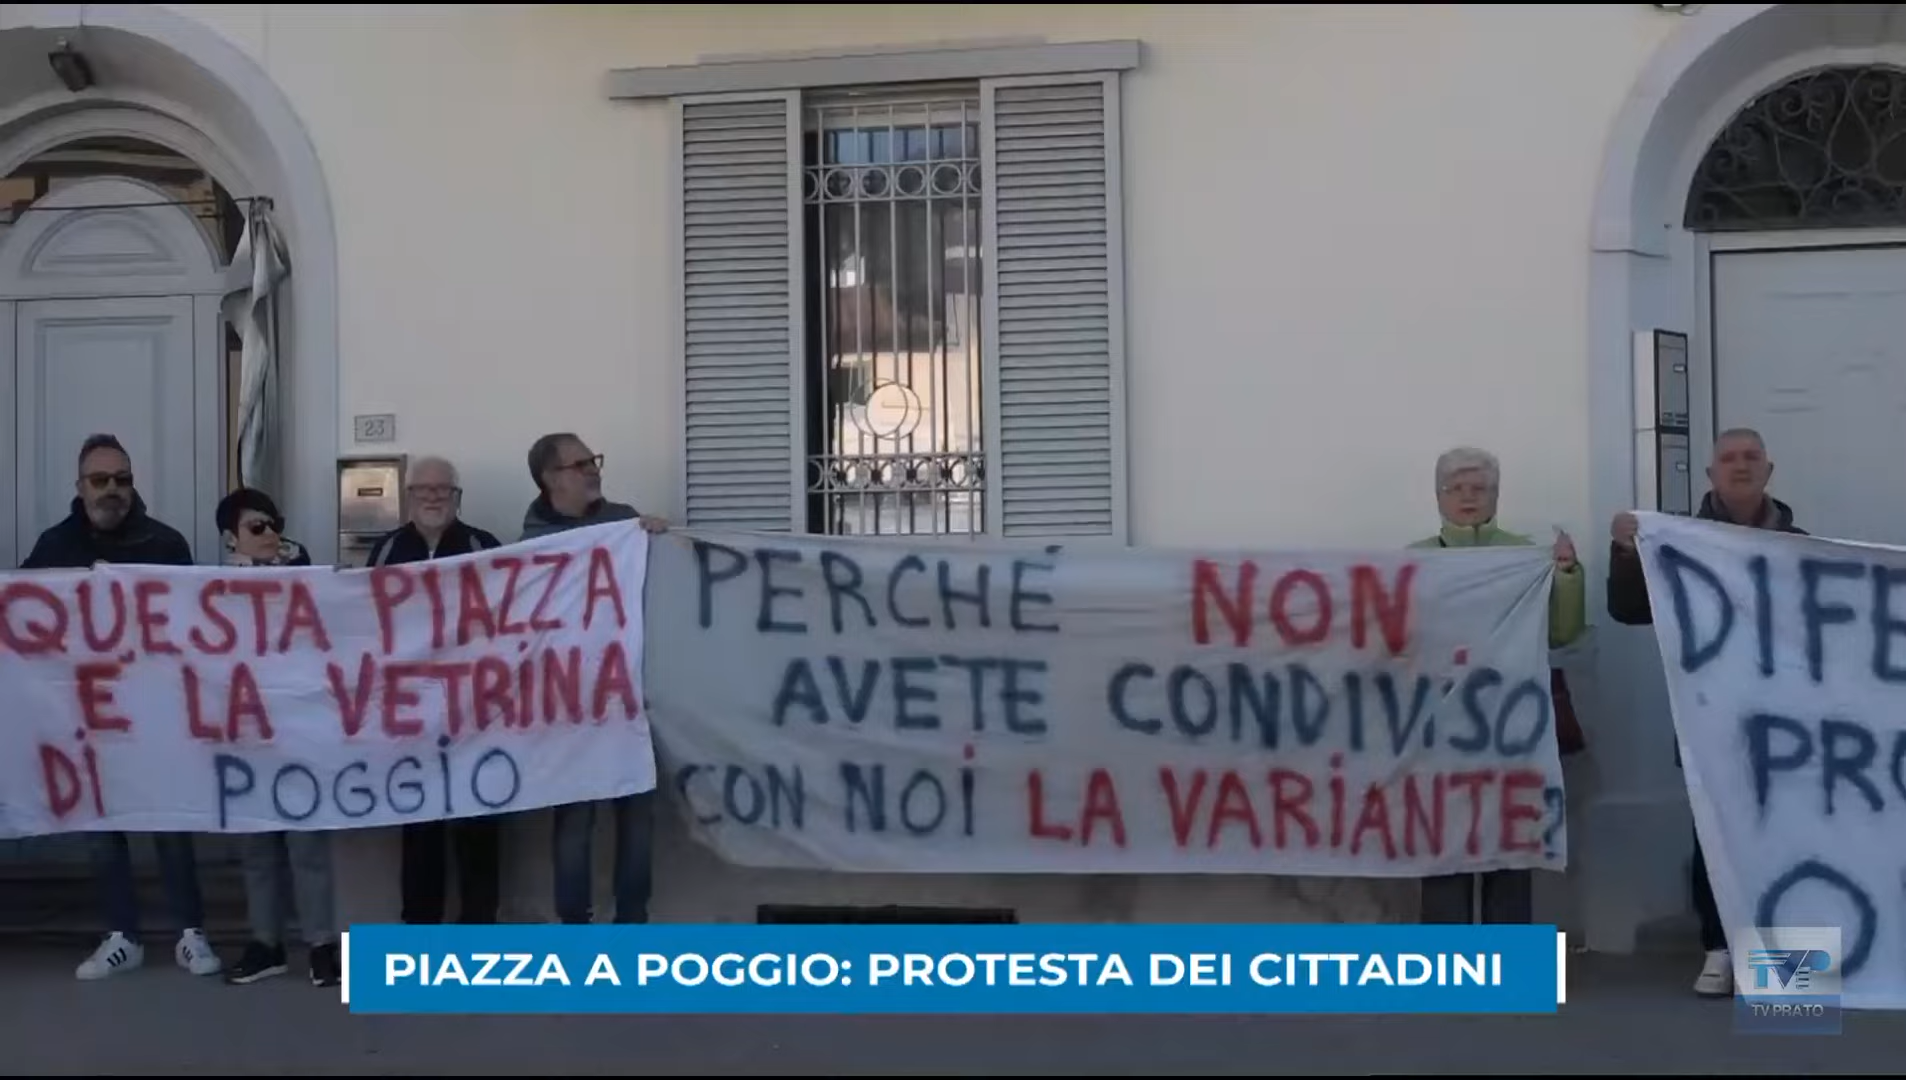 23
QUESTA PIAZZA
È LA VETRINA
DI POGGIO
PERCHÉ NON
AVETE CONDIVISO
CON NOI LA VARIANTE?
DIFE
PRO
PIAZZA A POGGIO: PROTESTA DEI CITTADINI
TV
TV PRATO